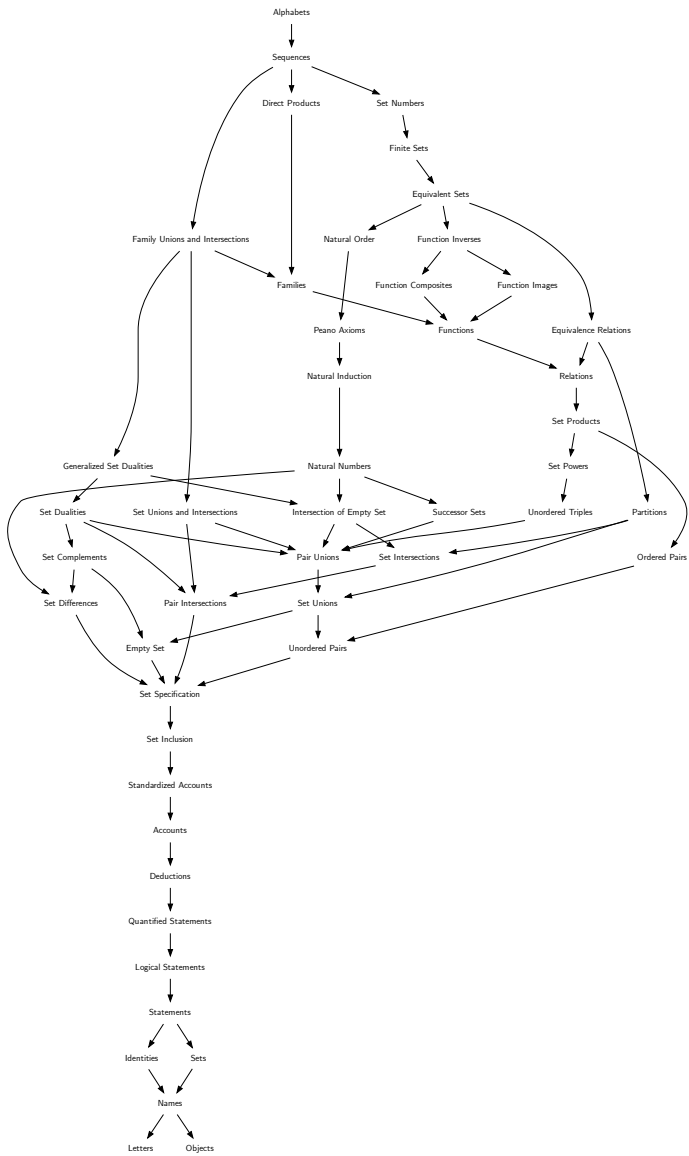 Alphabets
Sequences
Direct Products
Set Numbers
Finite Sets
Equivalent Sets
Family Unions and Intersections
Natural Order
Function Inverses
Families
Function Composites
Function Images
Peano Axioms
Functions
Equivalence Relations
Natural Induction
Relations
Set Products
Generalized Set Dualities
Natural Numbers
Set Powers
Set Dualities
Set Unions and Intersections
Intersection of Empty Set
Successor Sets
Unordered Triples
Partitions
Set Complements
Pair Unions
Set Intersections
Ordered Pairs
Set Differences
Pair Intersections
Set Unions
Empty Set
Unordered Pairs
Set Specification
Set Inclusion
Standardized Accounts
Accounts
Deductions
Quantified Statements
Logical Statements
Statements
Identities
Sets
Names
Letters
Objects